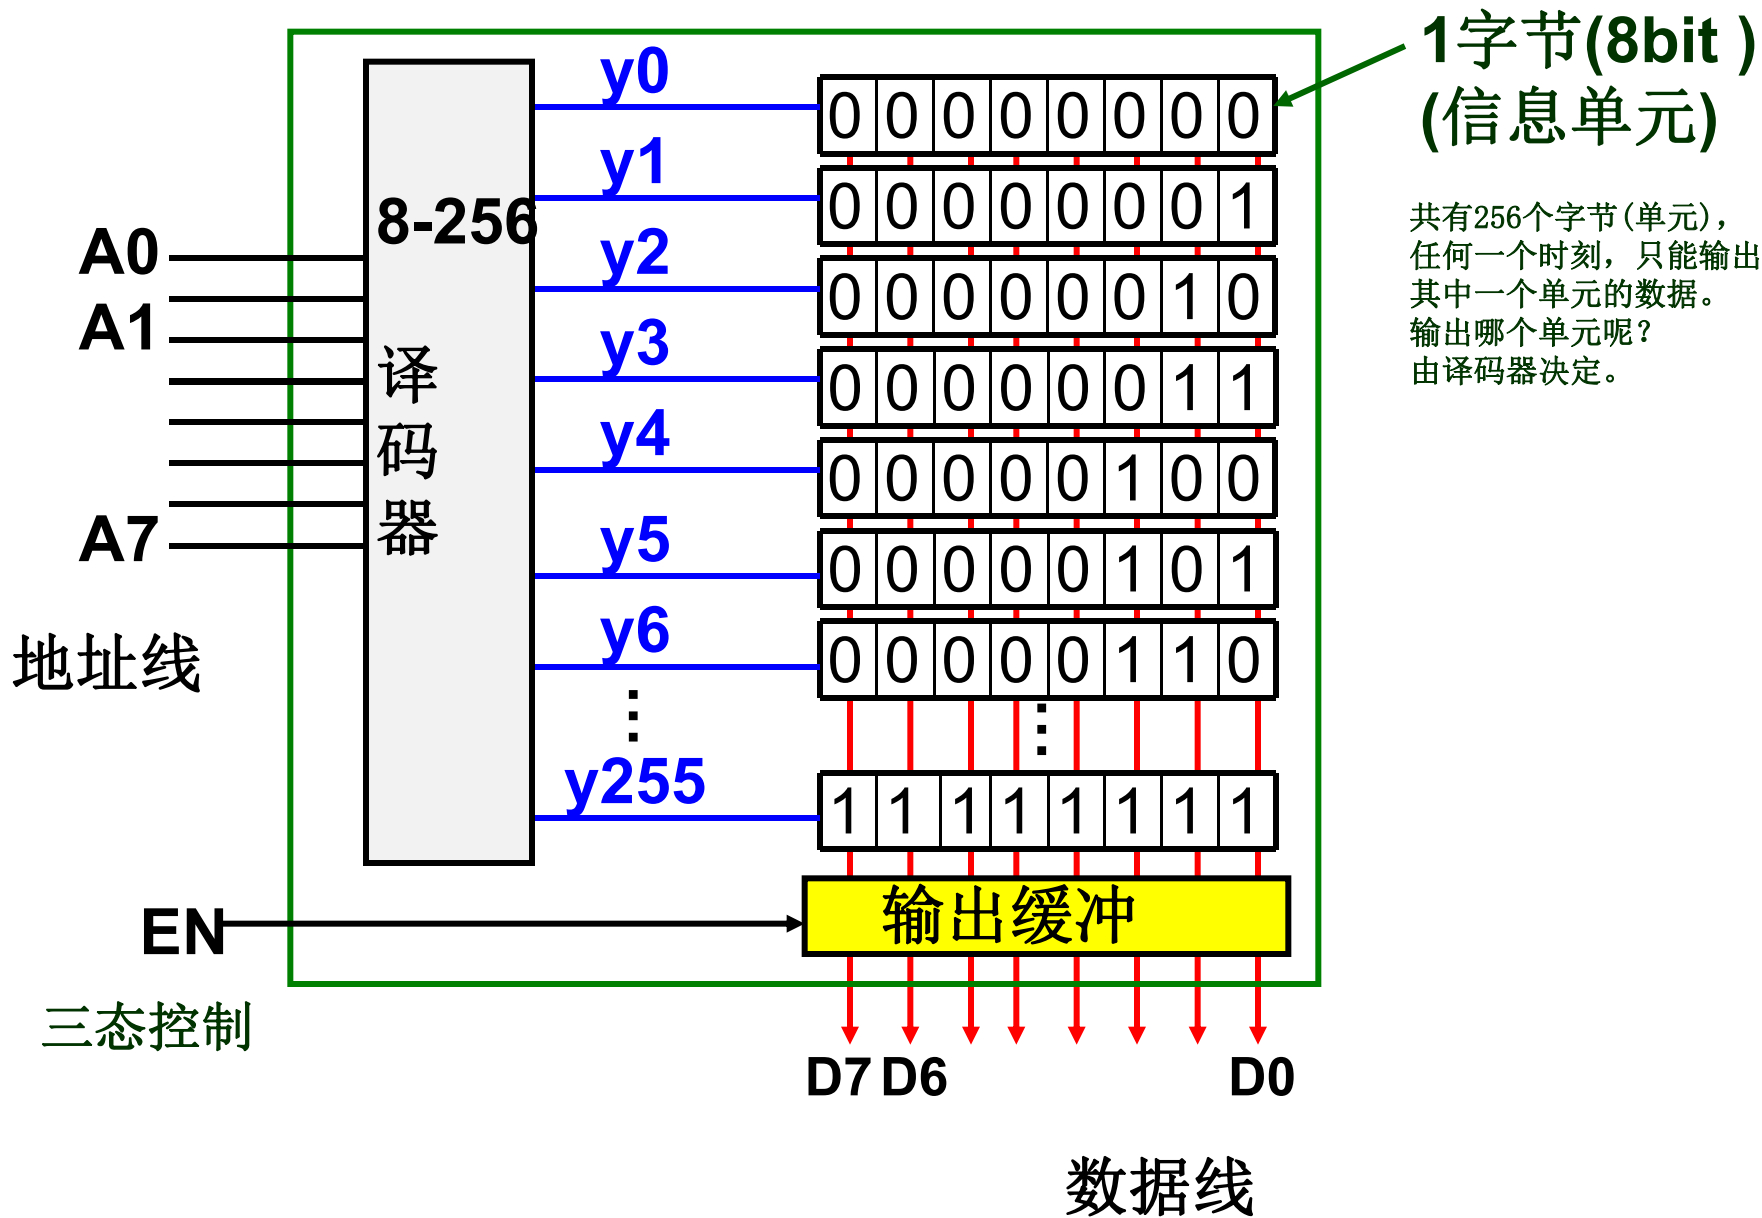 1字节(8bit )
(信息单元)
共有256个字节(单元),
任何一个时刻，只能输出
其中一个单元的数据。
输出哪个单元呢？
由译码器决定。
8-256
译
码
器
A0
A1
A7
地址线
y0
0 0 0 0 0 0 0 0
y1
0 0 0 0 0 0 0 1
y2
0 0 0 0 0 0 1 0
y3
0 0 0 0 0 0 1 1
y4
0 0 0 0 0 1 0 0
y5
0 0 0 0 0 1 0 1
y6
0 0 0 0 0 1 1 0
⋮ ⋮
y255
1 1 1 1 1 1 1 1
EN
输出缓冲
三态控制
D7 D6 D0
数据线